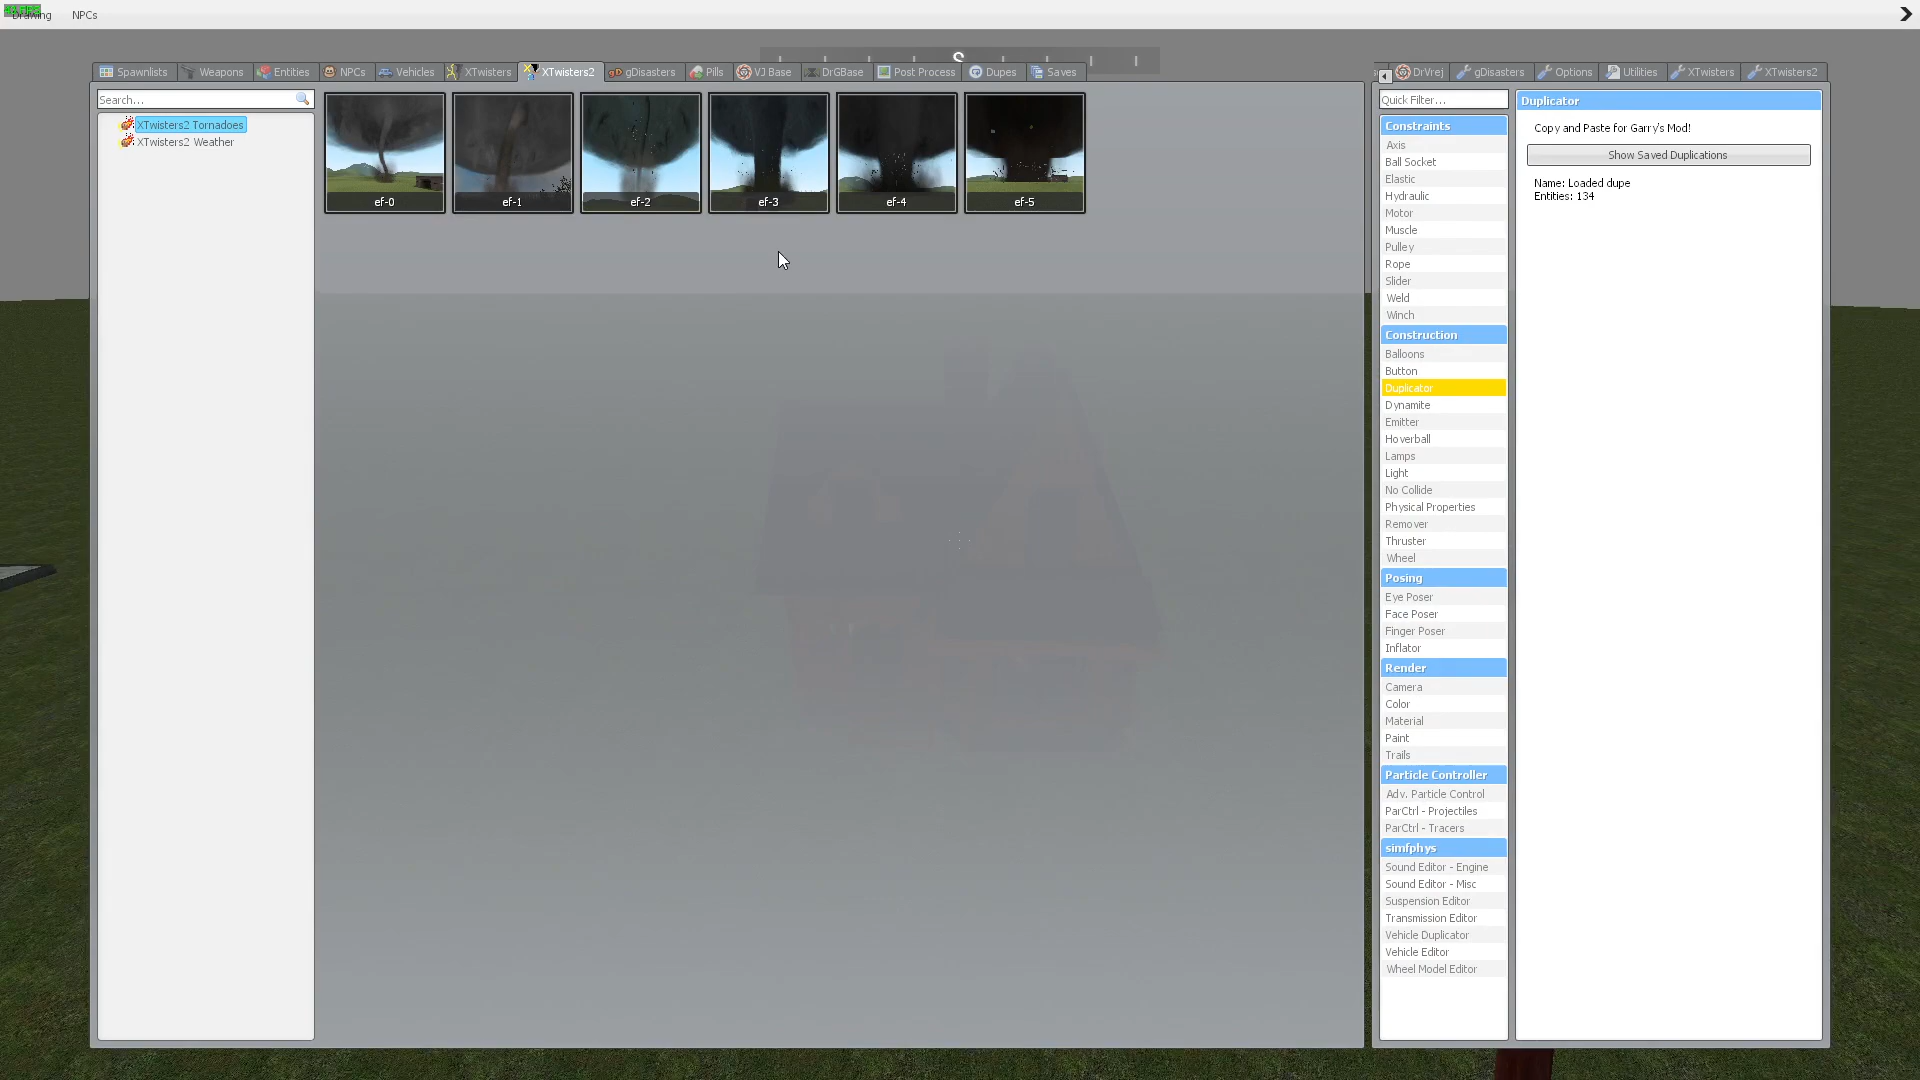 Drawing NPCs
S
Spawnlists Weapons Entities NPCs Vehicles XTwisters XTwisters2 gDisasters Pills VJ Base DrGBase Post Process Dupes Saves
DrVrej gDisasters Options Utilities XTwisters XTwisters2
Search...
XTwisters2 Tornadoes
XTwisters2 Weather
ef-0 ef-1 ef-2 ef-3 ef-4 ef-5
Quick Filter...
Constraints
Axis
Ball Socket
Elastic
Hydraulic
Motor
Muscle
Pulley
Rope
Slider
Weld
Winch
Construction
Balloons
Button
Duplicator
Dynamite
Emitter
Hoverball
Lamps
Light
No Collide
Physical Properties
Remover
Thruster
Wheel
Posing
Eye Poser
Face Poser
Finger Poser
Inflator
Render
Camera
Color
Material
Paint
Trails
Particle Controller
Adv. Particle Control
ParCtrl - Projectiles
ParCtrl - Tracers
simfphys
Sound Editor - Engine
Sound Editor - Misc
Suspension Editor
Transmission Editor
Vehicle Duplicator
Vehicle Editor
Wheel Model Editor
Duplicator
Copy and Paste for Garry's Mod!
Show Saved Duplications
Name: Loaded dupe
Entities: 134